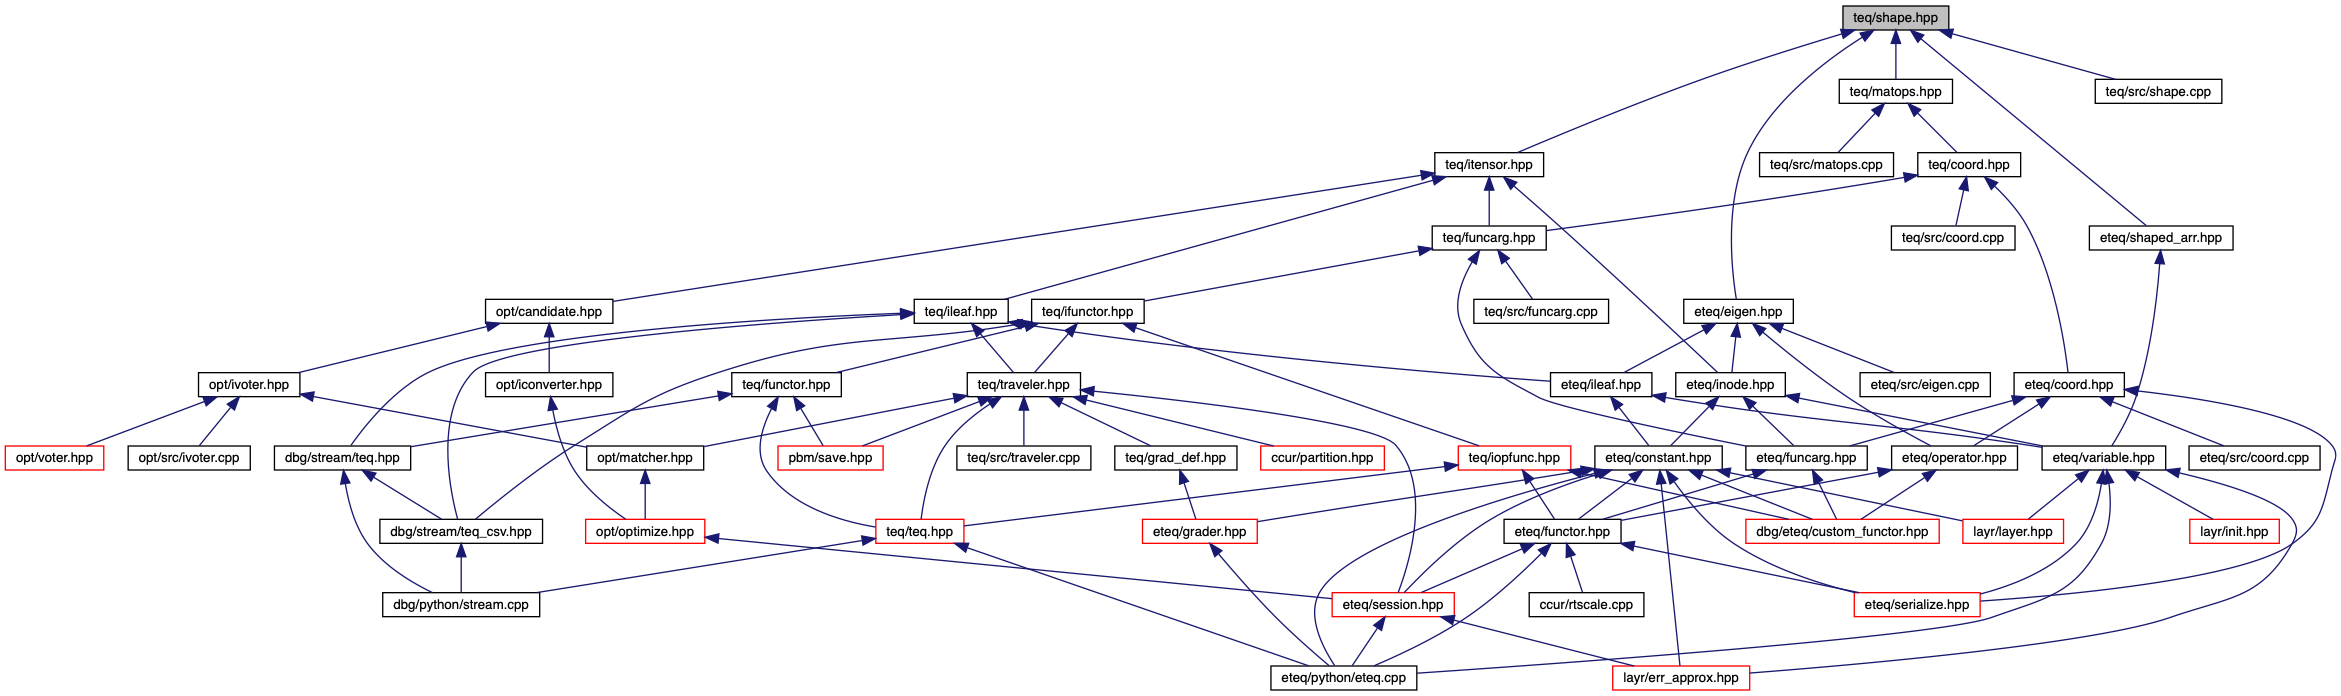 teq/shape.hpp
teq/matops.hpp
teq/src/shape.cpp
teq/itensor.hpp
teq/src/matops.cpp
teq/coord.hpp
teq/funcarg.hpp
teq/src/coord.cpp
eteq/shaped_arr.hpp
opt/candidate.hpp
teq/ileaf.hpp
teq/ifunctor.hpp
teq/src/funcarg.cpp
eteq/eigen.hpp
opt/ivoter.hpp
opt/iconverter.hpp
teq/functor.hpp
teq/traveler.hpp
eteq/ileaf.hpp
eteq/inode.hpp
eteq/src/eigen.cpp
eteq/coord.hpp
opt/voter.hpp
opt/src/ivoter.cpp
dbg/stream/teq.hpp
opt/matcher.hpp
pbm/save.hpp
teq/src/traveler.cpp
teq/grad_def.hpp
ccur/partition.hpp
teq/iopfunc.hpp
eteq/constant.hpp
eteq/funcarg.hpp
eteq/operator.hpp
eteq/variable.hpp
eteq/src/coord.cpp
dbg/stream/teq_csv.hpp
opt/optimize.hpp
teq/teq.hpp
eteq/grader.hpp
eteq/functor.hpp
dbg/eteq/custom_functor.hpp
layr/layer.hpp
layr/init.hpp
dbg/python/stream.cpp
eteq/session.hpp
ccur/rtscale.cpp
eteq/serialize.hpp
eteq/python/eteq.cpp
layr/err_approx.hpp